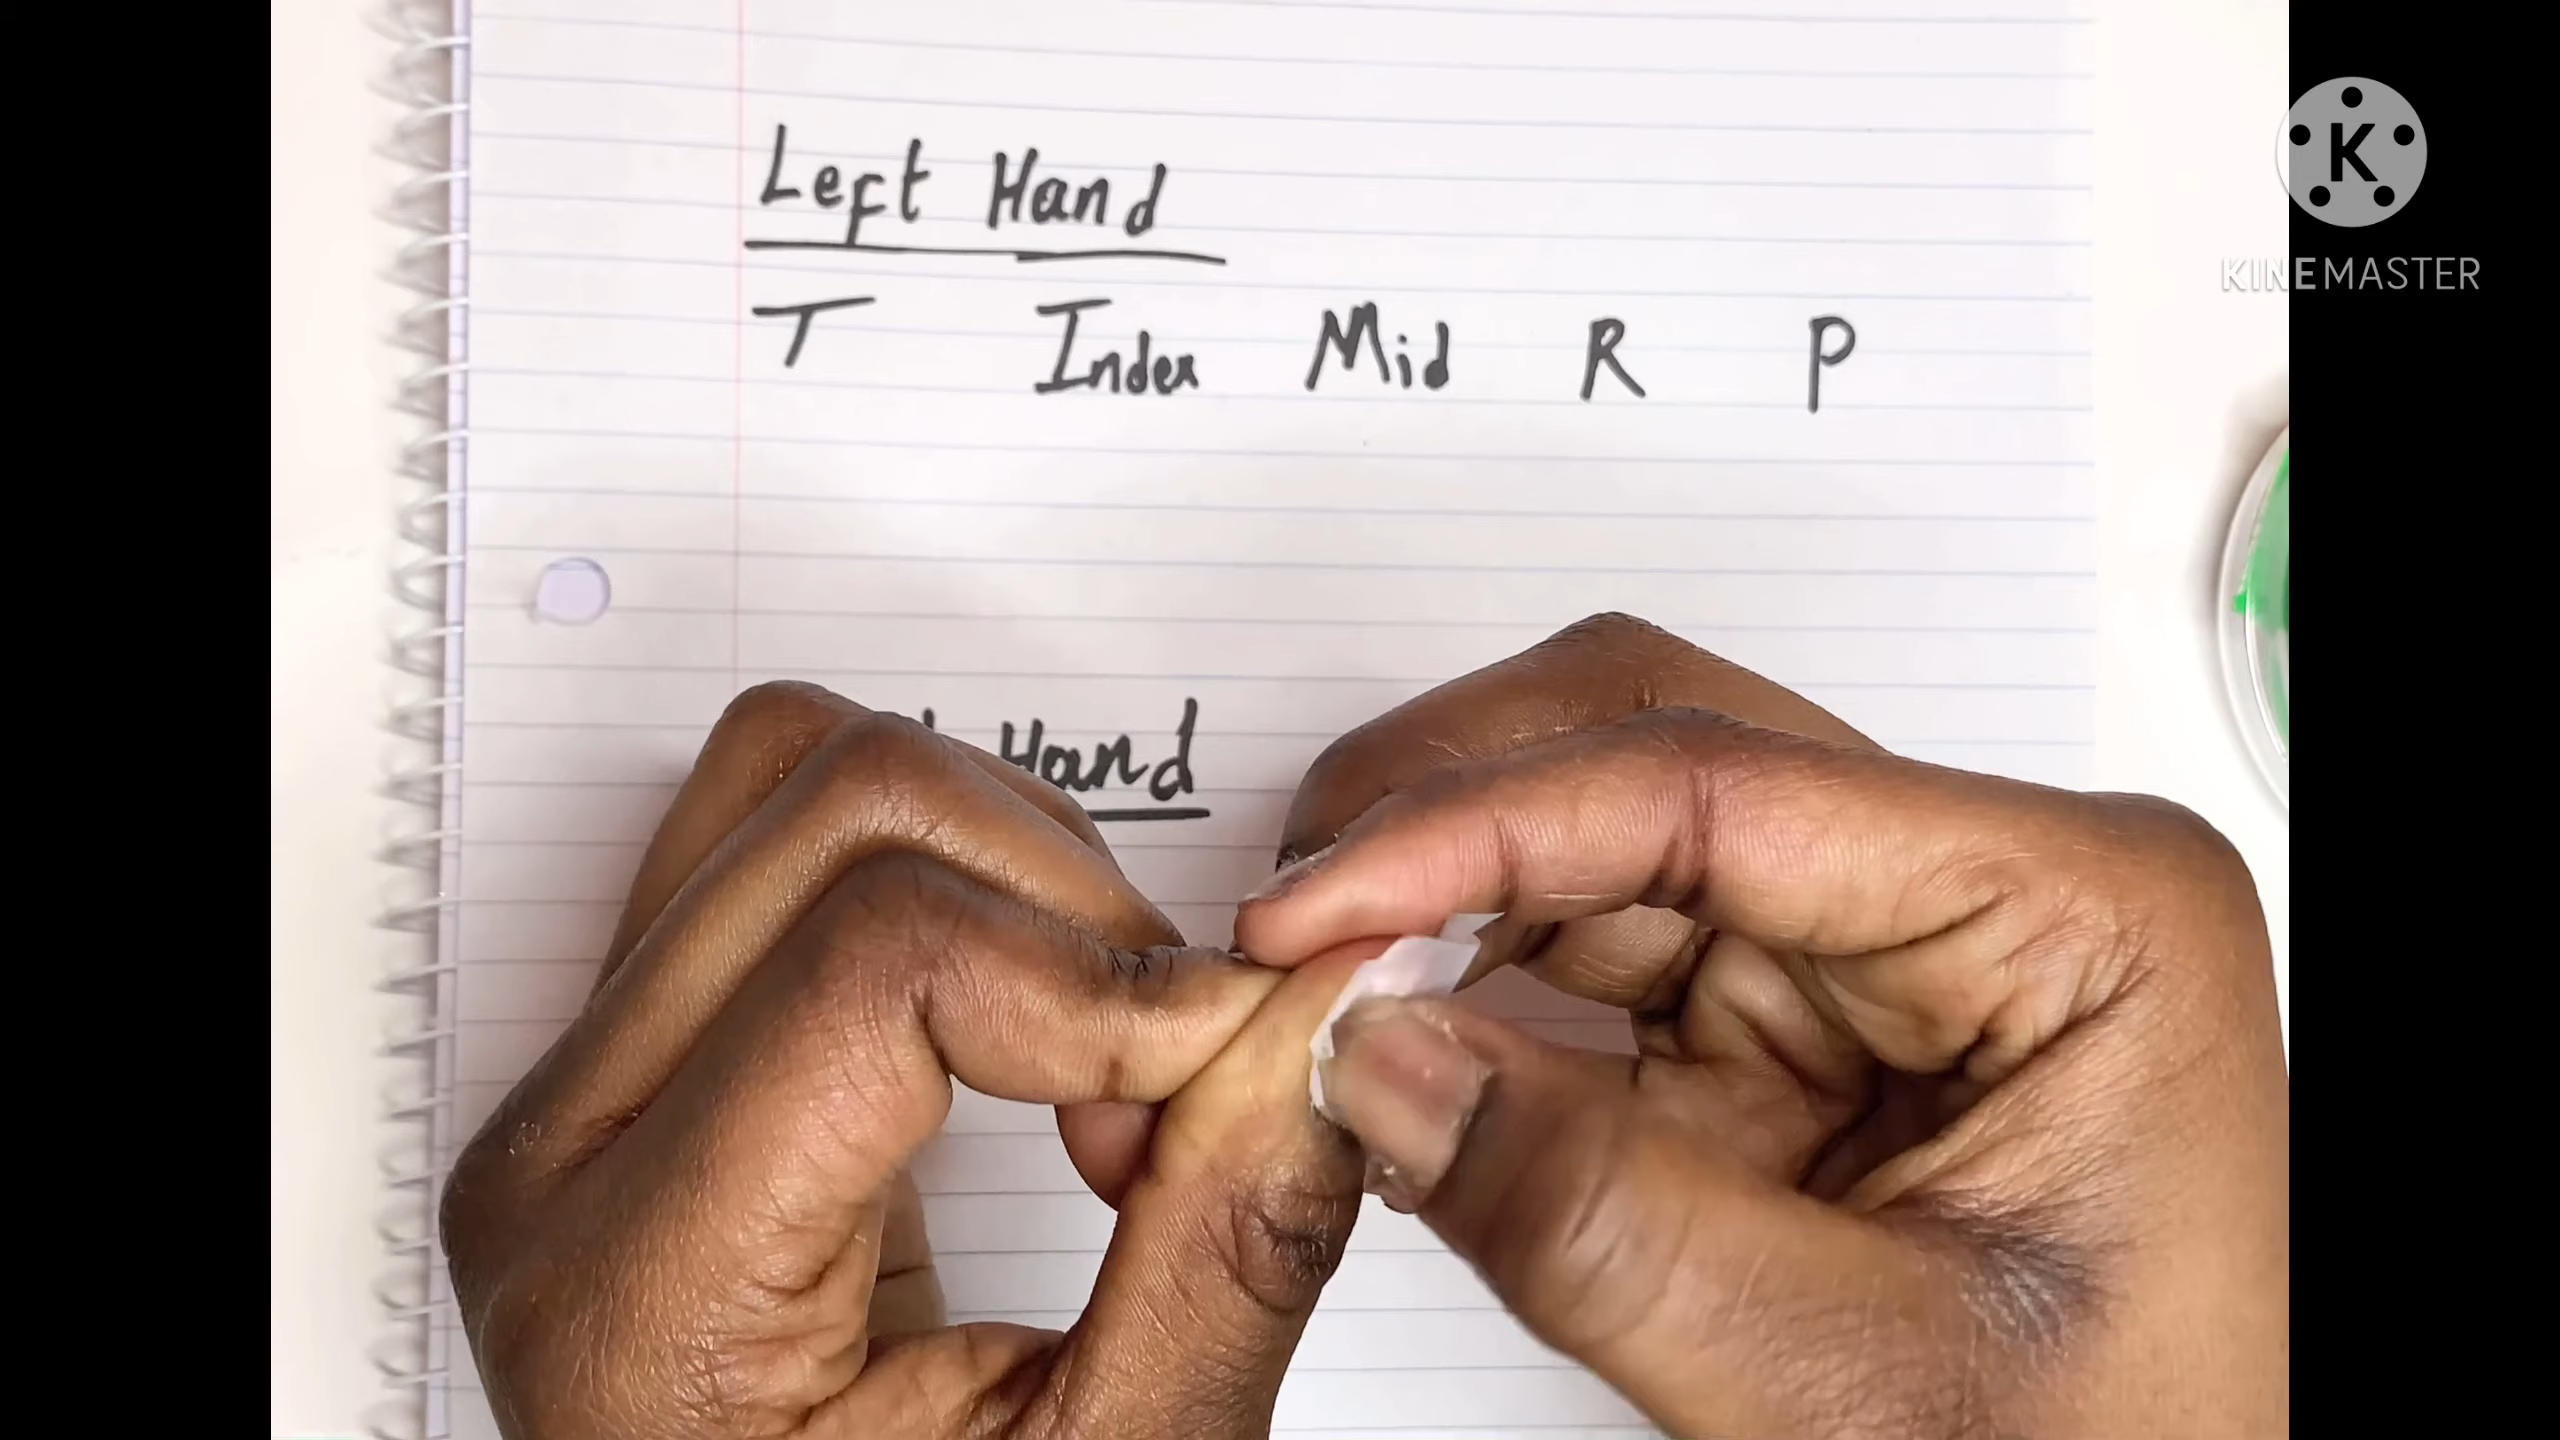 Left Hand
T Index Mid R P
Hand
K
KINEMASTER